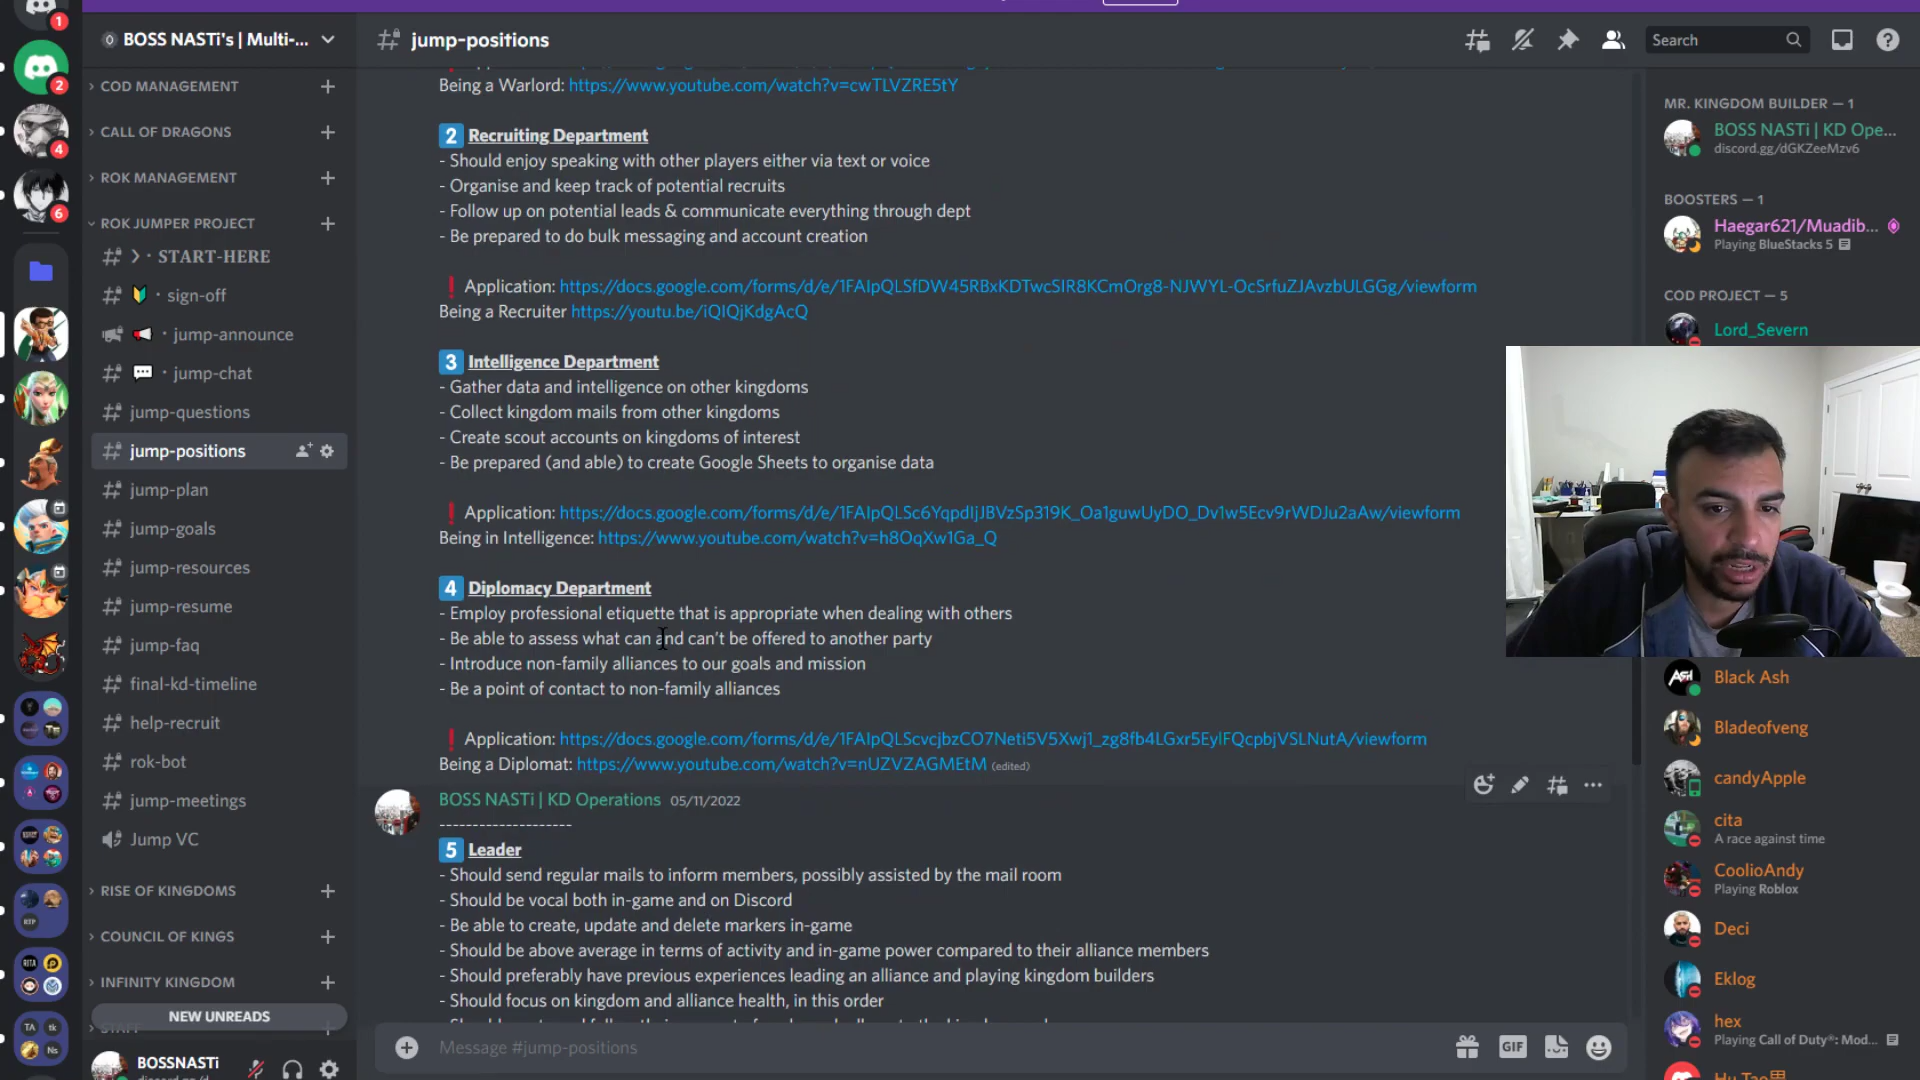 1
BOSS NASTi's | Multi-...
jump-positions
Search
2
4
6
COD MANAGEMENT
CALL OF DRAGONS
ROK MANAGEMENT
ROK JUMPER PROJECT
START-HERE
sign-off
jump-announce
jump-chat
jump-questions
jump-positions
jump-plan
jump-goals
jump-resources
jump-resume
jump-faq
final-kd-timeline
help-recruit
rok-bot
jump-meetings
Jump VC
RISE OF KINGDOMS
COUNCIL OF KINGS
INFINITY KINGDOM
NEW UNREADS
BOSSNASTi
Being a Warlord: https://www.youtube.com/watch?v=cwTLVZRE5tY
2 Recruiting Department
- Should enjoy speaking with other players either via text or voice
- Organise and keep track of potential recruits
- Follow up on potential leads & communicate everything through dept
- Be prepared to do bulk messaging and account creation
❗ Application: https://docs.google.com/forms/d/e/1FAIpQLSfDW45RBxKDTwcSIR8KCmOrg8-NJWYL-OcSrfuZJAvzbULGGg/viewform
Being a Recruiter https://youtu.be/iQIQjKdgAcQ
3 Intelligence Department
- Gather data and intelligence on other kingdoms
- Collect kingdom mails from other kingdoms
- Create scout accounts on kingdoms of interest
- Be prepared (and able) to create Google Sheets to organise data
❗ Application: https://docs.google.com/forms/d/e/1FAIpQLSc6YqpdIjJBVzSp319K_Oa1guwUyDO_Dv1w5Ecv9rWDJu2aAw/viewform
Being in Intelligence: https://www.youtube.com/watch?v=h8OqXw1Ga_Q
4 Diplomacy Department
- Employ professional etiquette that is appropriate when dealing with others
- Be able to assess what can and can't be offered to another party
- Introduce non-family alliances to our goals and mission
- Be a point of contact to non-family alliances
❗ Application: https://docs.google.com/forms/d/e/1FAIpQLScvcjbzCO7Neti5V5Xwj1_zg8fb4LGxr5EylFQcpbjVSLNutA/viewform
Being a Diplomat: https://www.youtube.com/watch?v=nUZVZAGMEtM (edited)
BOSS NASTi | KD Operations 05/11/2022
--------------------
5 Leader
- Should send regular mails to inform members, possibly assisted by the mail room
- Should be vocal both in-game and on Discord
- Be able to create, update and delete markers in-game
- Should be above average in terms of activity and in-game power compared to their alliance members
- Should preferably have previous experiences leading an alliance and playing kingdom builders
- Should focus on kingdom and alliance health, in this order
Message #jump-positions
GIF
MR. KINGDOM BUILDER — 1
BOSS NASTi | KD Ope...
discord.gg/dGKZeeMzv6
BOOSTERS — 1
Haegar621/Muadib...
Playing BlueStacks 5
COD PROJECT — 5
Lord_Severn
Black Ash
Bladeofveng
candyApple
cita
A race against time
CoolioAndy
Playing Roblox
Deci
Eklog
hex
Playing Call of Duty®: Mod...